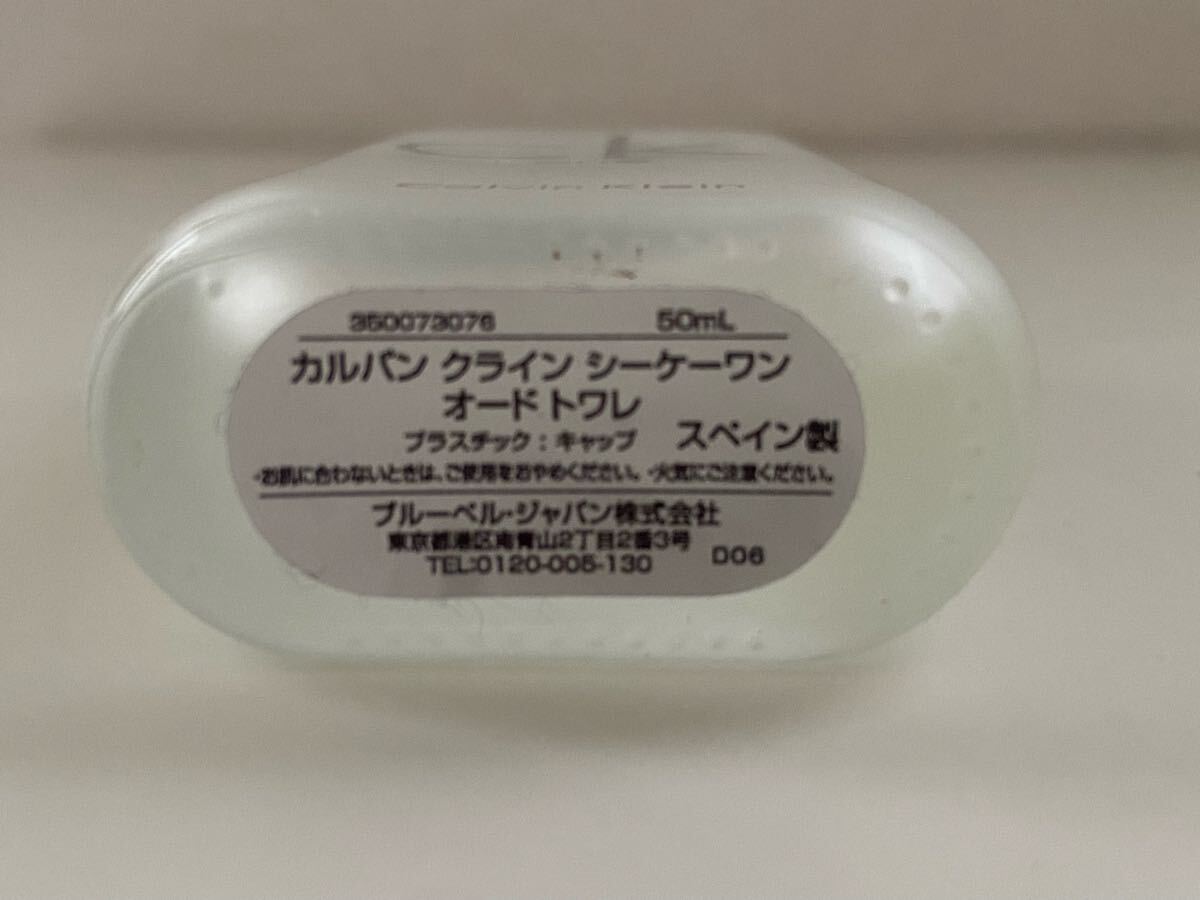 ck
Calvin Klein
350073076 50mL
カルバン クライン シーケーワン
オード トワレ
プラスチック：キャップ スペイン製
・お肌に合わないときは、ご使用をおやめください。・火気にご注意ください。
ブルーベル・ジャパン株式会社
東京都港区南青山2丁目2番3号
TEL:0120-005-130 D06